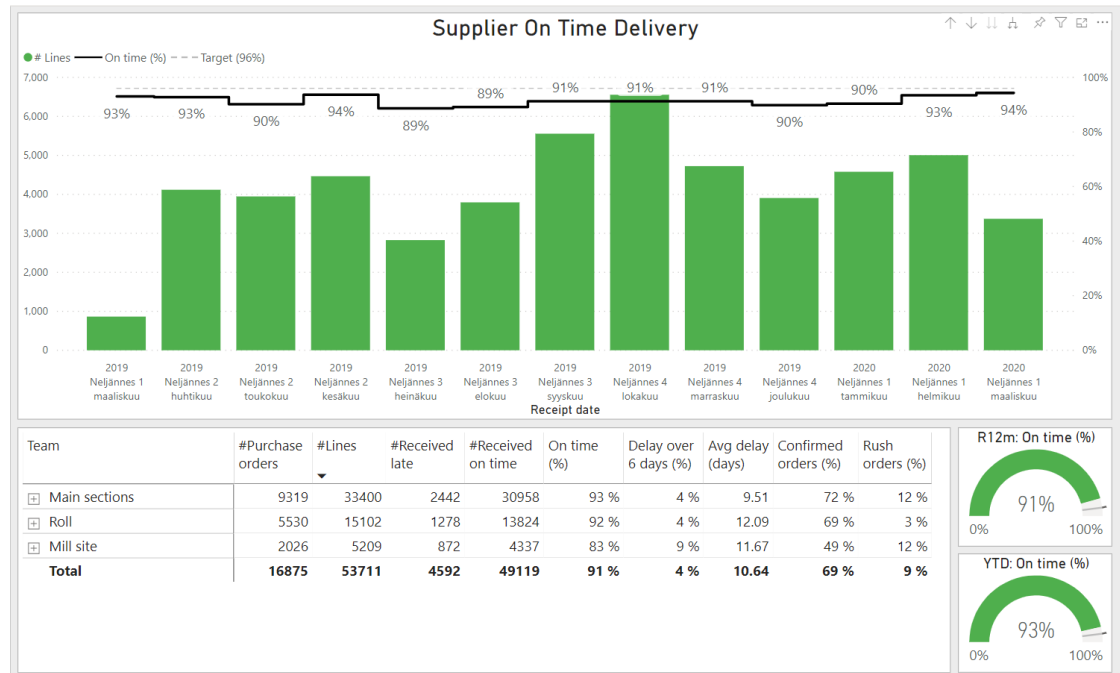 Supplier On Time Delivery
# Lines On time (%) Target (96%)
7,000
6,000
5,000
4,000
3,000
2,000
1,000
0
100%
80%
60%
40%
20%
0%
93% 93% 90% 94% 89% 89% 91% 91% 91% 90% 90% 93% 94%
2019 2019 2019 2019 2019 2019 2019 2019 2019 2019 2020 2020 2020
Neljännes 1 Neljännes 2 Neljännes 2 Neljännes 2 Neljännes 3 Neljännes 3 Neljännes 3 Neljännes 4 Neljännes 4 Neljännes 4 Neljännes 1 Neljännes 1 Neljännes 1
maaliskuu huhtikuu toukokuu kesäkuu heinäkuu elokuu syyskuu lokakuu marraskuu joulukuu tammikuu helmikuu maaliskuu
Receipt date
Team #Purchase #Lines #Received #Received On time Delay over Avg delay Confirmed Rush
orders late on time (%) 6 days (%) (days) orders (%) orders (%)
Main sections 9319 33400 2442 30958 93 % 4 % 9.51 72 % 12 %
Roll 5530 15102 1278 13824 92 % 4 % 12.09 69 % 3 %
Mill site 2026 5209 872 4337 83 % 9 % 11.67 49 % 12 %
Total 16875 53711 4592 49119 91 % 4 % 10.64 69 % 9 %
R12m: On time (%)
91%
0% 100%
YTD: On time (%)
93%
0% 100%